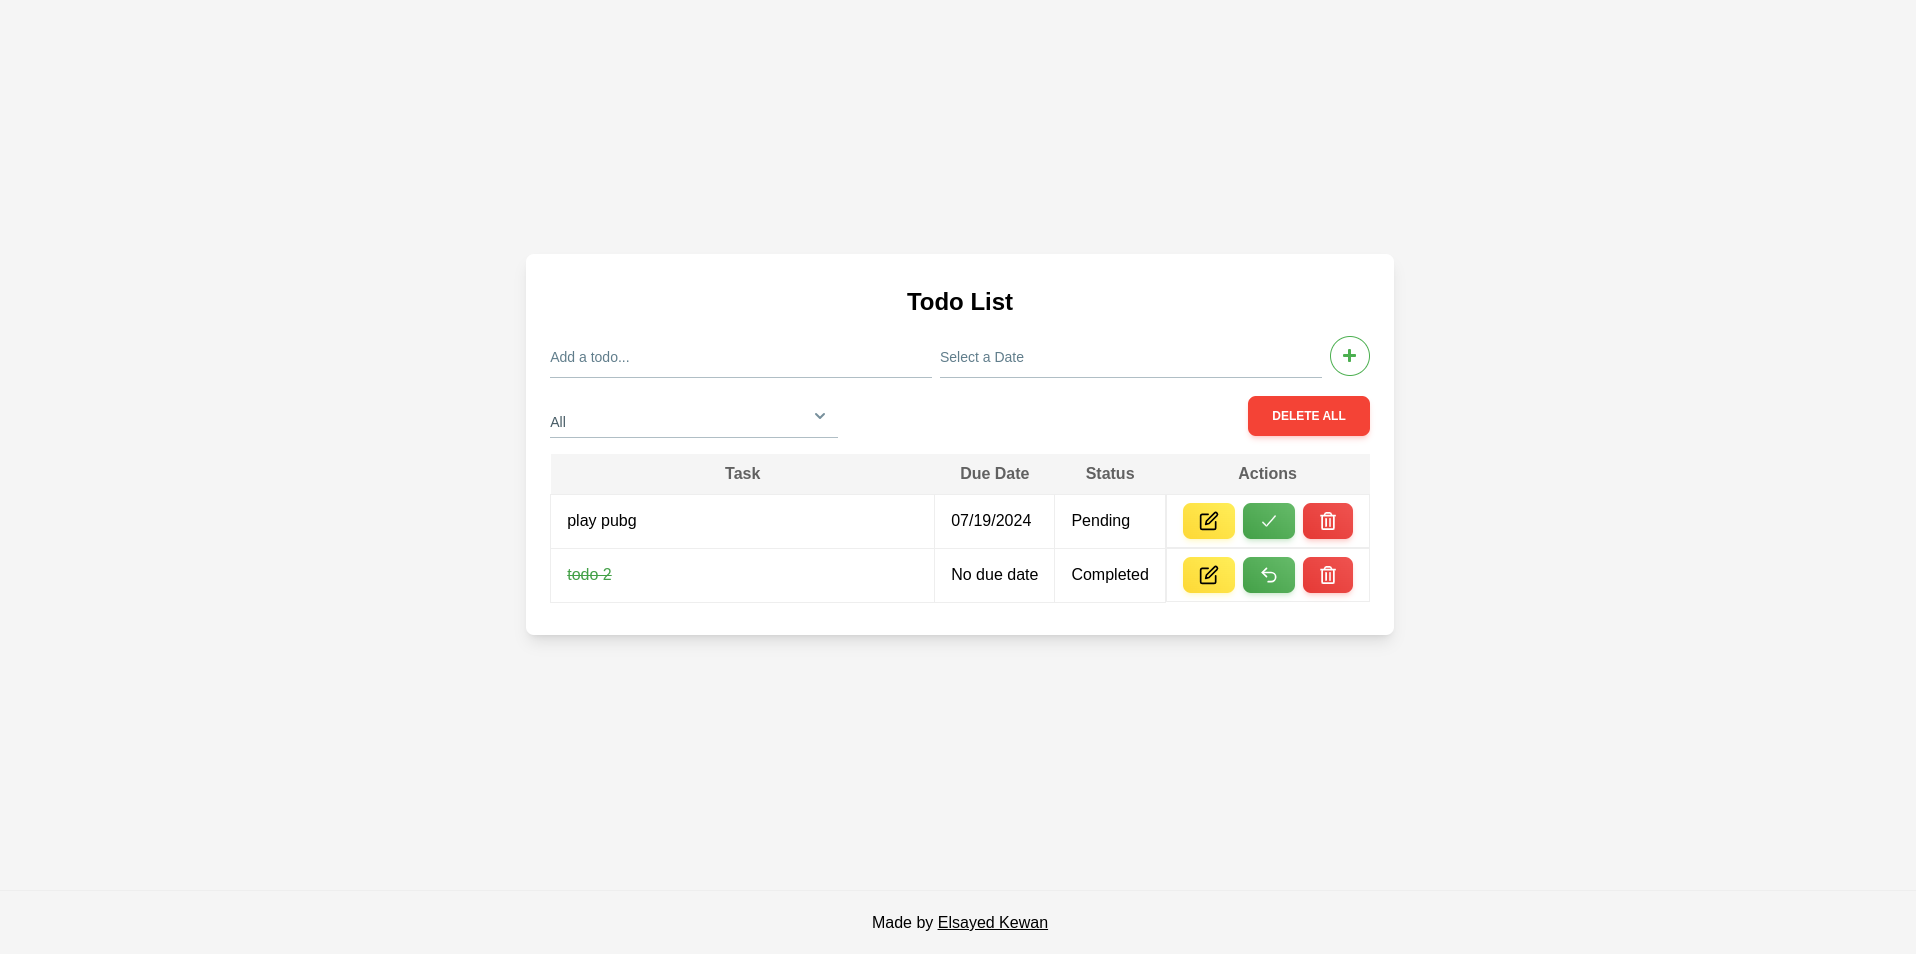 Todo List
Add a todo... Select a Date
All DELETE ALL
Task Due Date Status Actions
play pubg 07/19/2024 Pending
todo 2 No due date Completed
Made by Elsayed Kewan